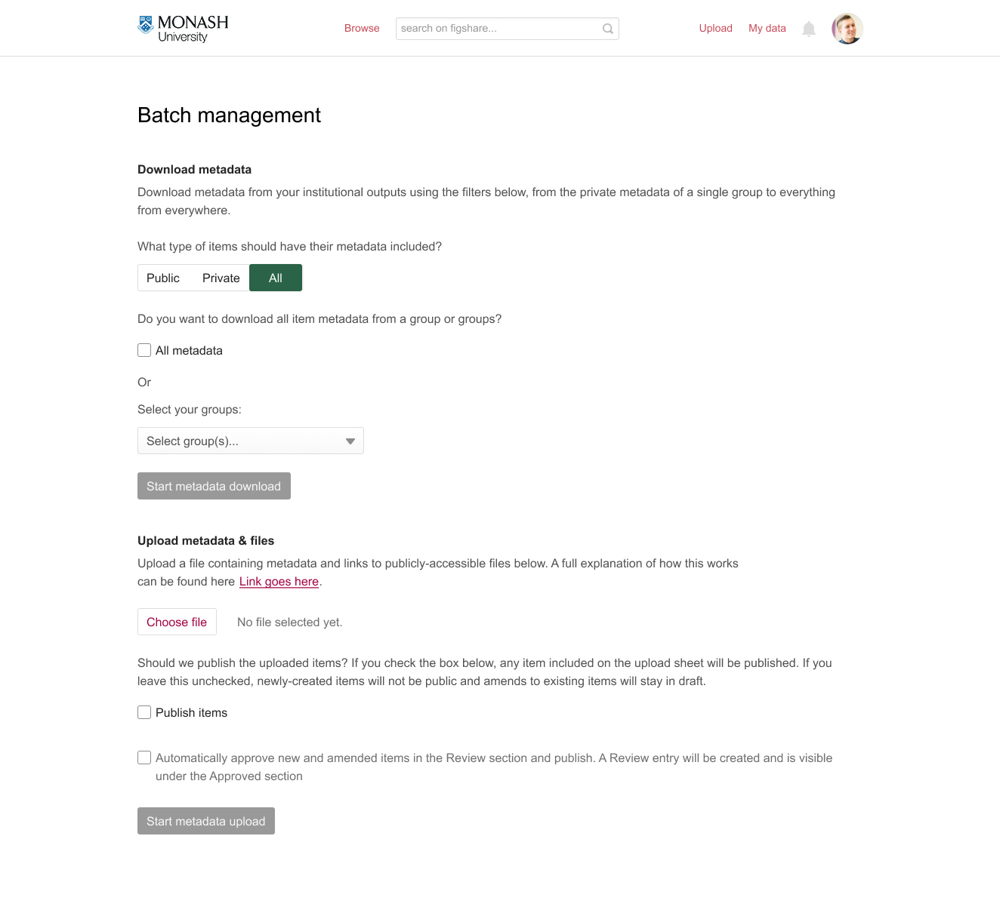 MONASH
University
Browse
search on figshare...
Upload
My data
Batch management
Download metadata
Download metadata from your institutional outputs using the filters below, from the private metadata of a single group to everything
from everywhere.
What type of items should have their metadata included?
Public
Private
All
Do you want to download all item metadata from a group or groups?
All metadata
Or
Select your groups:
Select group(s)...
Start metadata download
Upload metadata & files
Upload a file containing metadata and links to publicly-accessible files below. A full explanation of how this works
can be found here Link goes here.
Choose file
No file selected yet.
Should we publish the uploaded items? If you check the box below, any item included on the upload sheet will be published. If you
leave this unchecked, newly-created items will not be public and amends to existing items will stay in draft.
Publish items
Automatically approve new and amended items in the Review section and publish. A Review entry will be created and is visible
under the Approved section
Start metadata upload